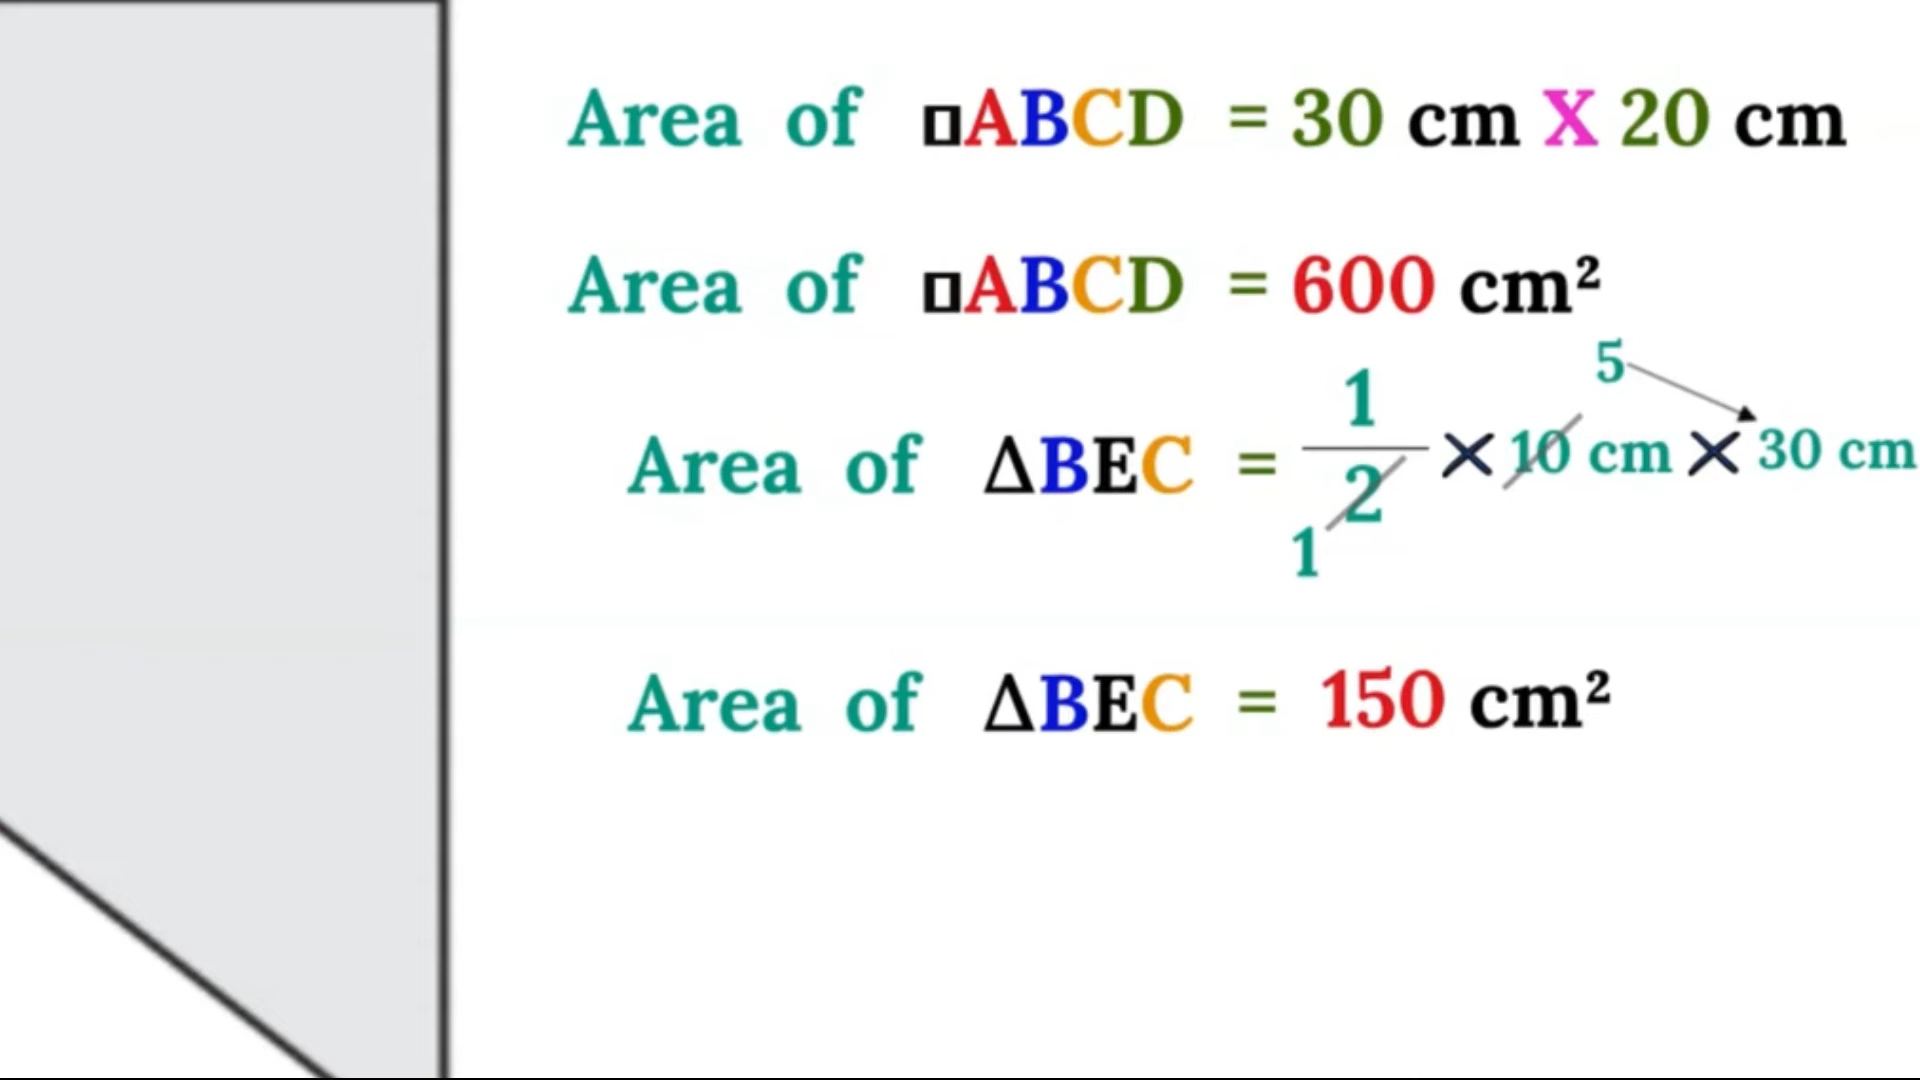 Area of □ABCD = 30 cm X 20 cm
Area of □ABCD = 600 cm²
5
Area of ΔBEC = 1/2 × 10 cm × 30 cm
1
Area of ΔBEC = 150 cm²